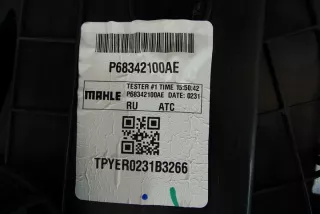 P68342100AE
MAHLE
TESTER #1 TIME 15:50:42
P68342100AE DATE: 0231
RU ATC
TPYER0231B3266